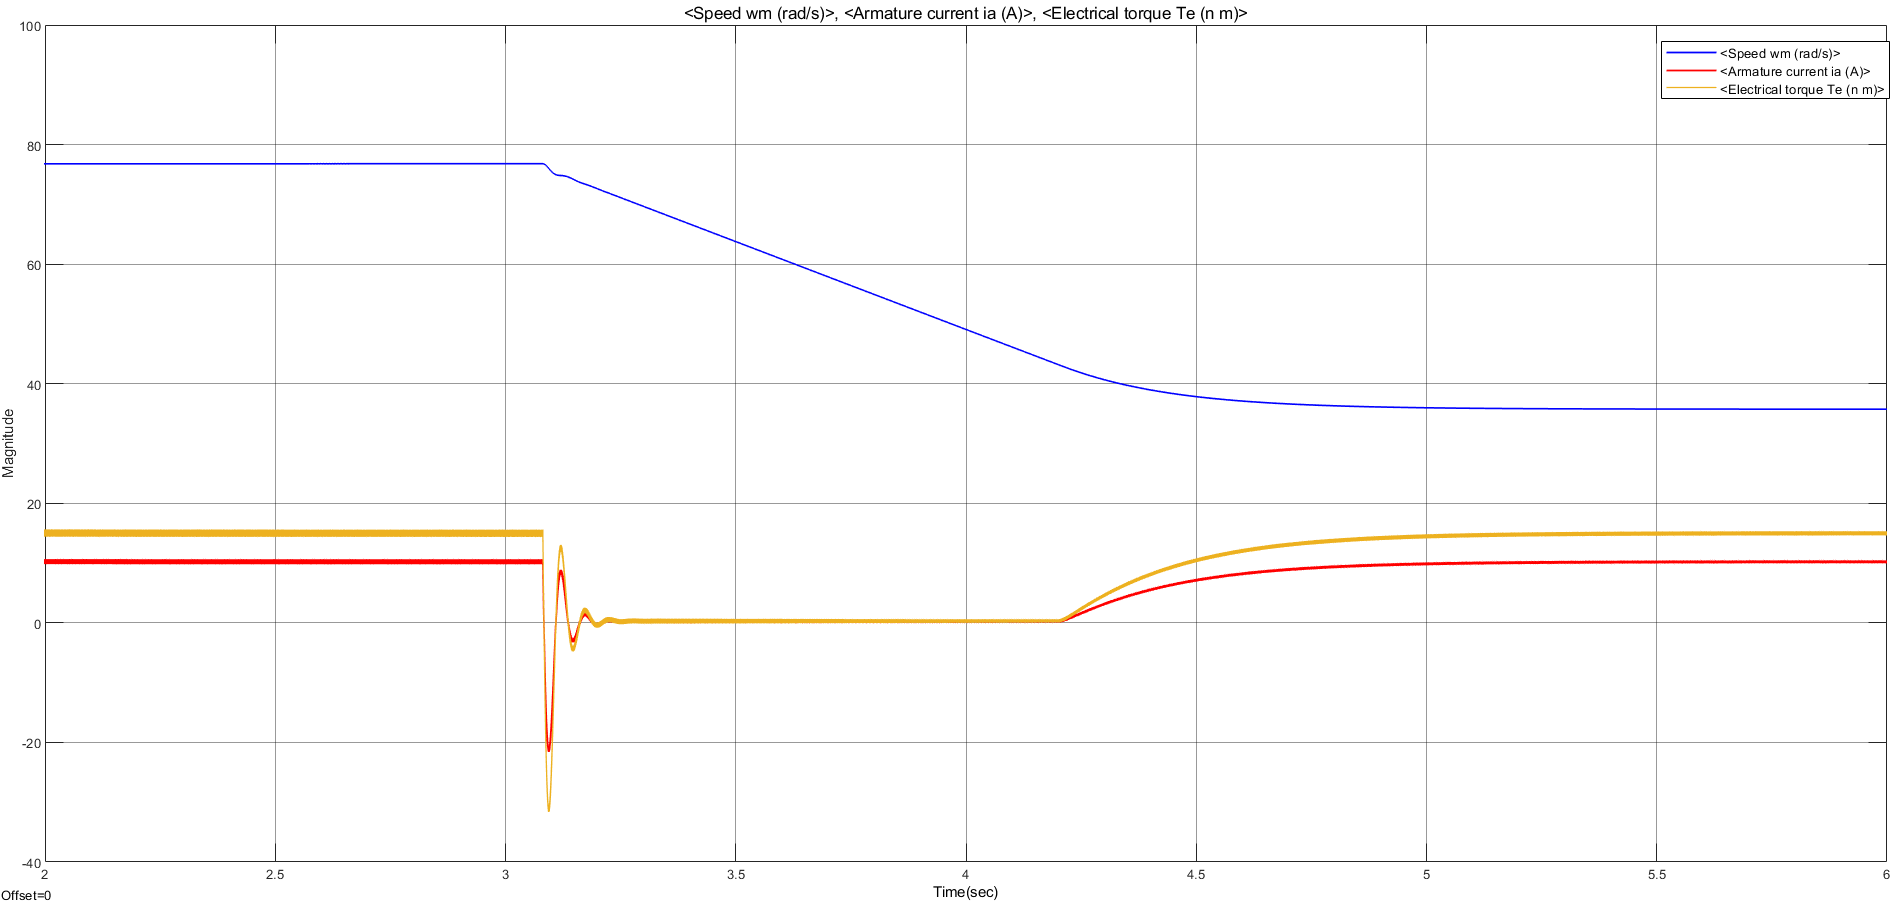 <Speed wm (rad/s)>, <Armature current ia (A)>, <Electrical torque Te (n m)>
<Speed wm (rad/s)>
<Armature current ia (A)>
<Electrical torque Te (n m)>
100
80
60
40
20
0
-20
-40
Magnitude
2
2.5
3
3.5
4
4.5
5
5.5
6
Time(sec)
Offset=0